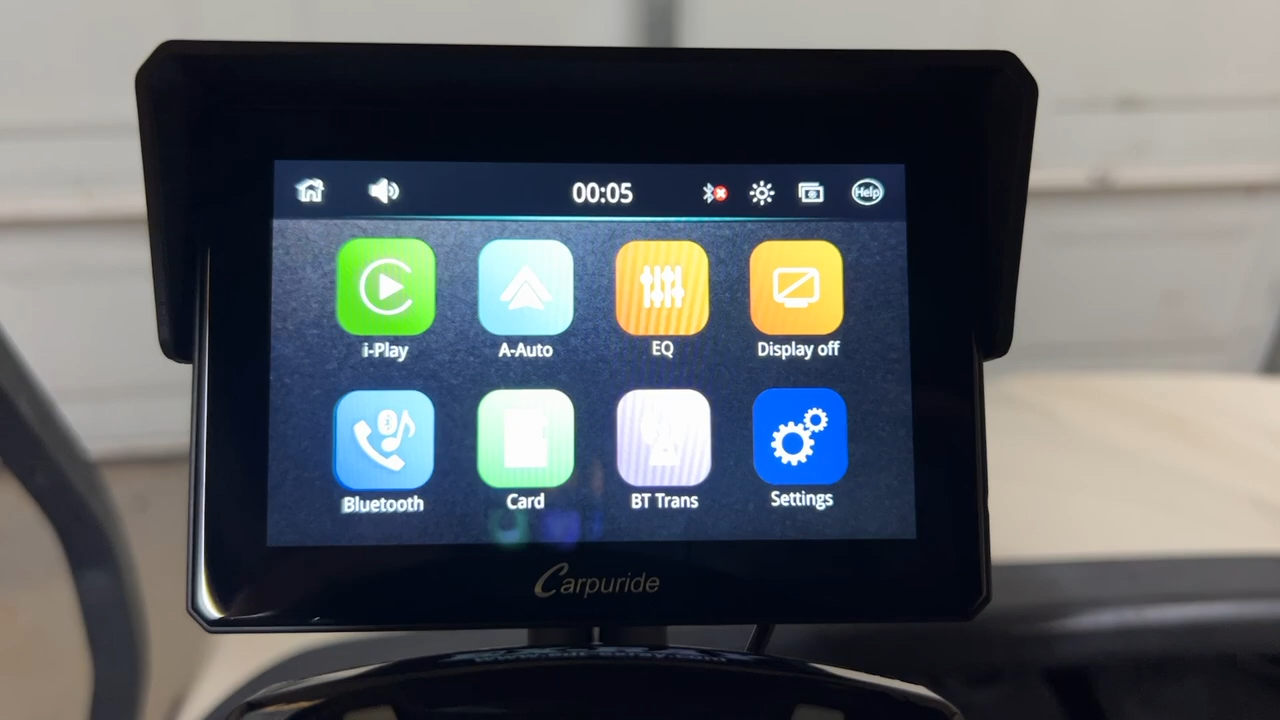 00:05
Help
i-Play
A-Auto
EQ
Display off
Bluetooth
Card
BT Trans
Settings
Carpuride